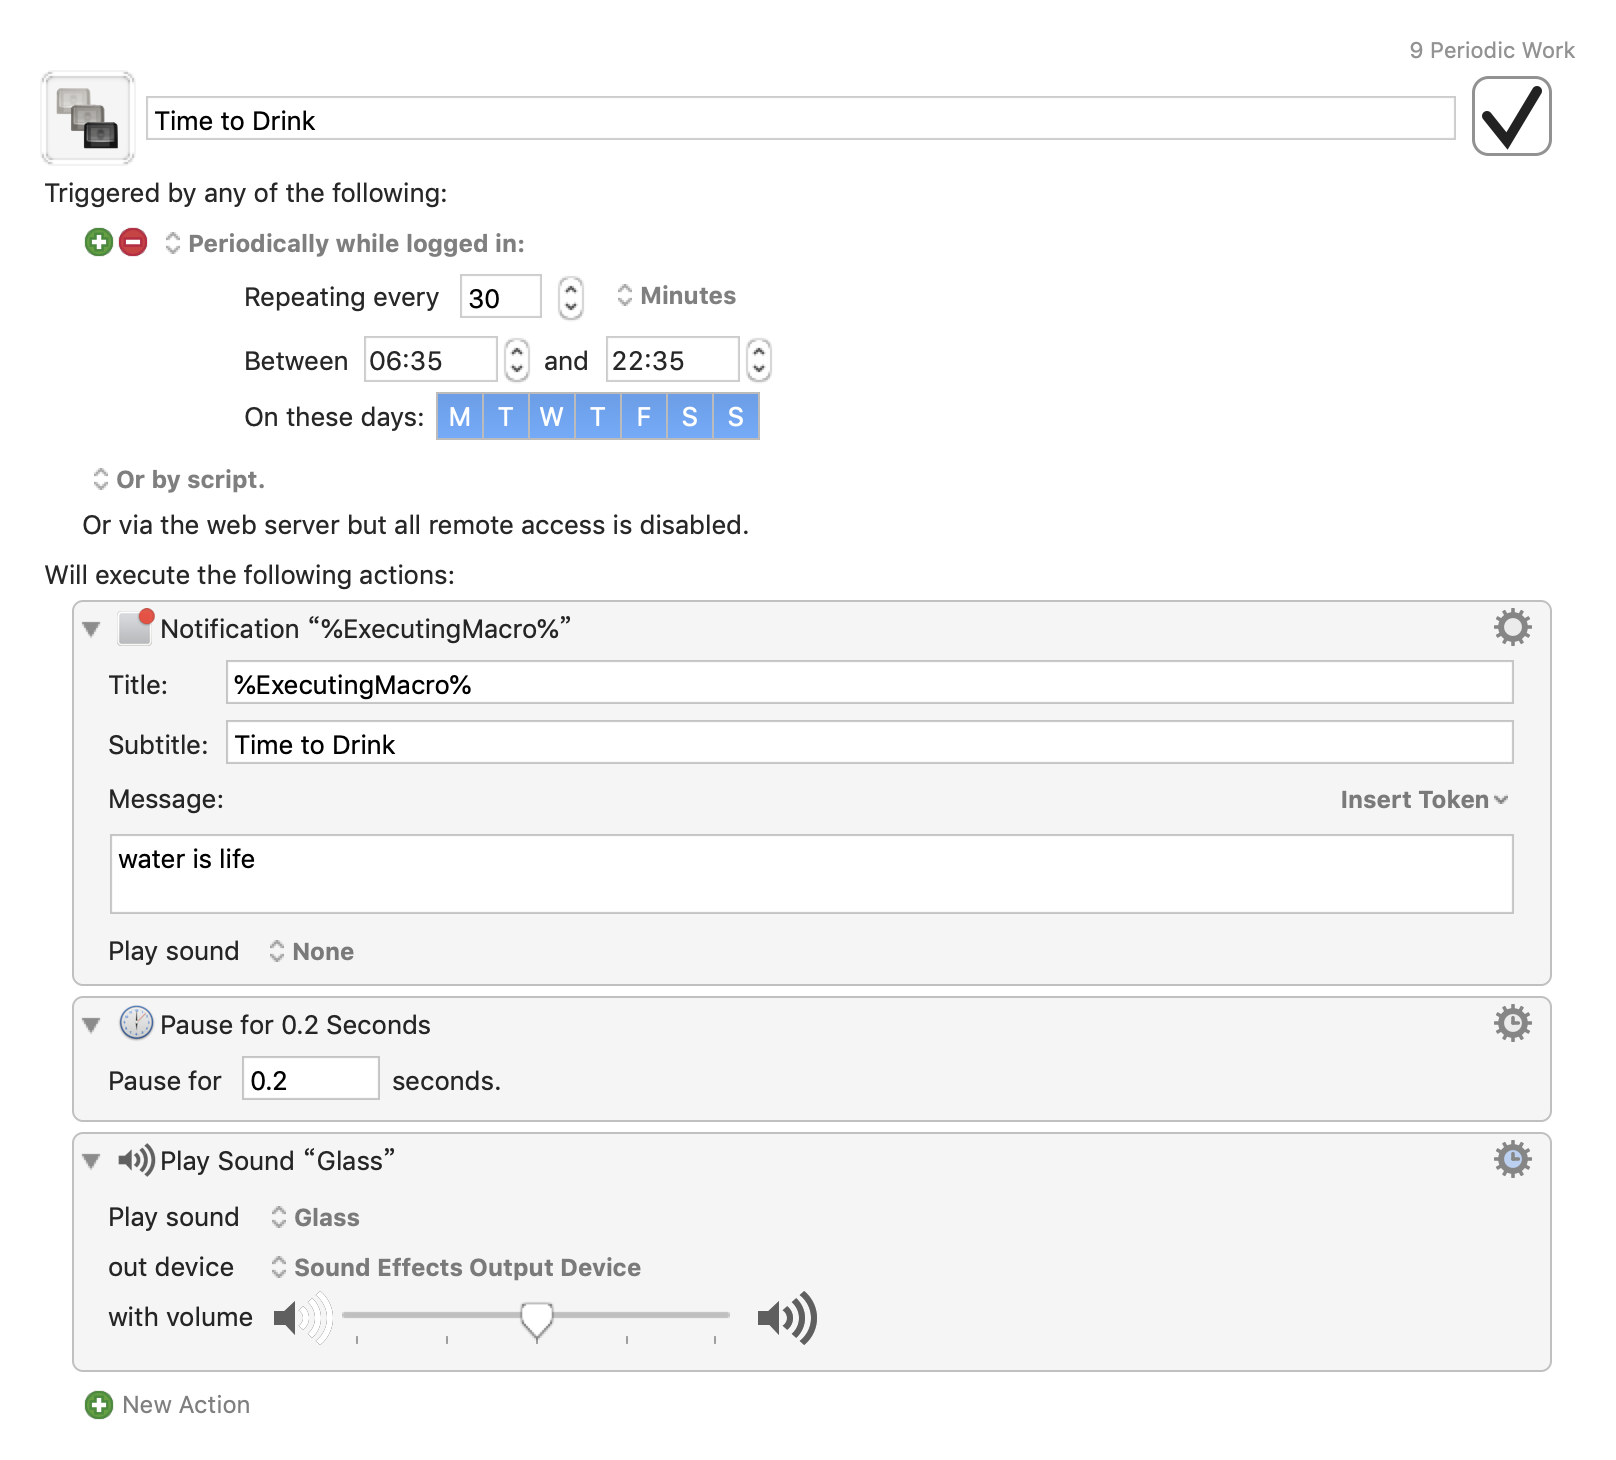 9 Periodic Work
Time to Drink
Triggered by any of the following:
Periodically while logged in:
Repeating every 30 Minutes
Between 06:35 and 22:35
On these days: M T W T F S S
Or by script.
Or via the web server but all remote access is disabled.
Will execute the following actions:
Notification “%ExecutingMacro%”
Title: %ExecutingMacro%
Subtitle: Time to Drink
Message: Insert Token
water is life
Play sound None
Pause for 0.2 Seconds
Pause for 0.2 seconds.
Play Sound “Glass”
Play sound Glass
out device Sound Effects Output Device
with volume
New Action